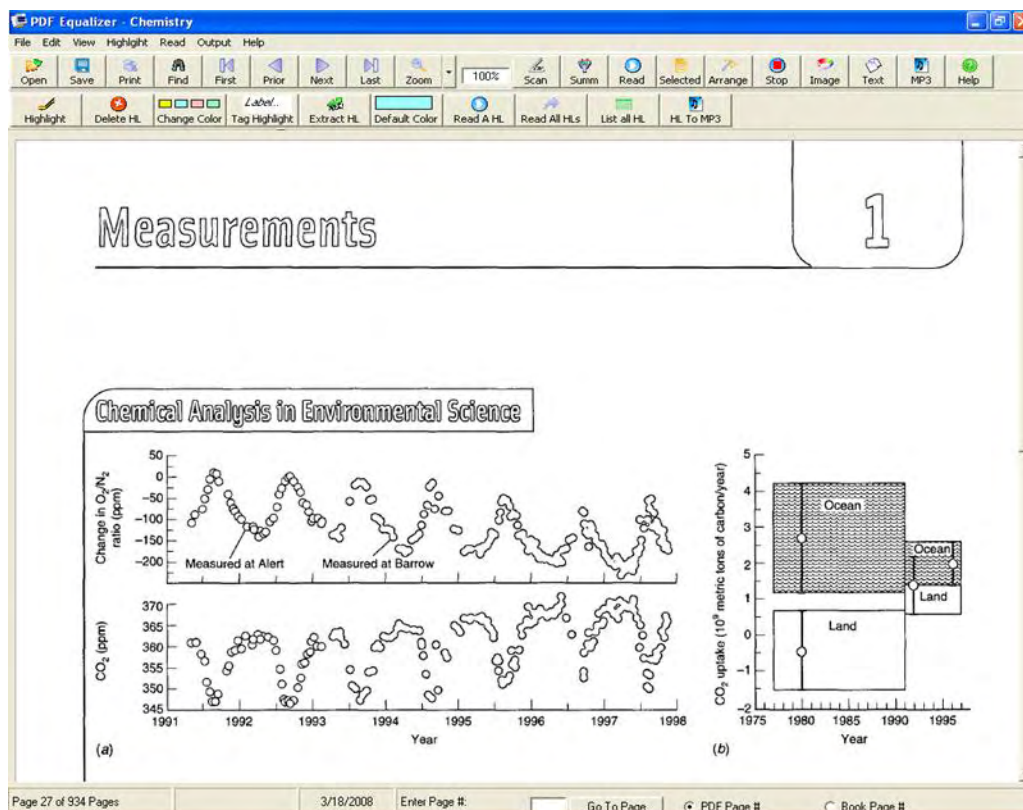 PDF Equalizer - Chemistry
File Edit View Highlgiht Read Output Help
Open Save Print Find First Prior Next Last Zoom 100% Scan Summ Read Selected Arrange Stop Image Text MP3 Help
Label..
Highlight Delete HL Change Color Tag Highlight Extract HL Default Color Read A HL Read All HLs List all HL HL To MP3
Measurements
1
Chemical Analysis in Environmental Science
Change in O₂/N₂ ratio (ppm)
50
0
−50
−100
−150
−200
Measured at Alert
Measured at Barrow
CO₂ (ppm)
370
365
360
355
350
345
1991 1992 1993 1994 1995 1996 1997 1998
Year
(a)
CO₂ uptake (10⁹ metric tons of carbon/year)
5
4
3
2
1
0
−1
−2
Ocean
Land
Ocean
Land
1975 1980 1985 1990 1995
Year
(b)
Page 27 of 934 Pages 3/18/2008 Enter Page #: Go To Page PDF Page # Book Page #